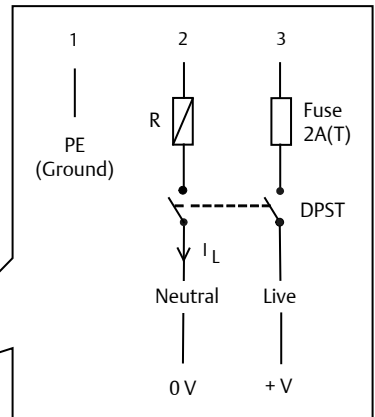 1 2 3
R
Fuse
2A(T)
PE
(Ground)
DPST
I L
Neutral Live
0 V + V